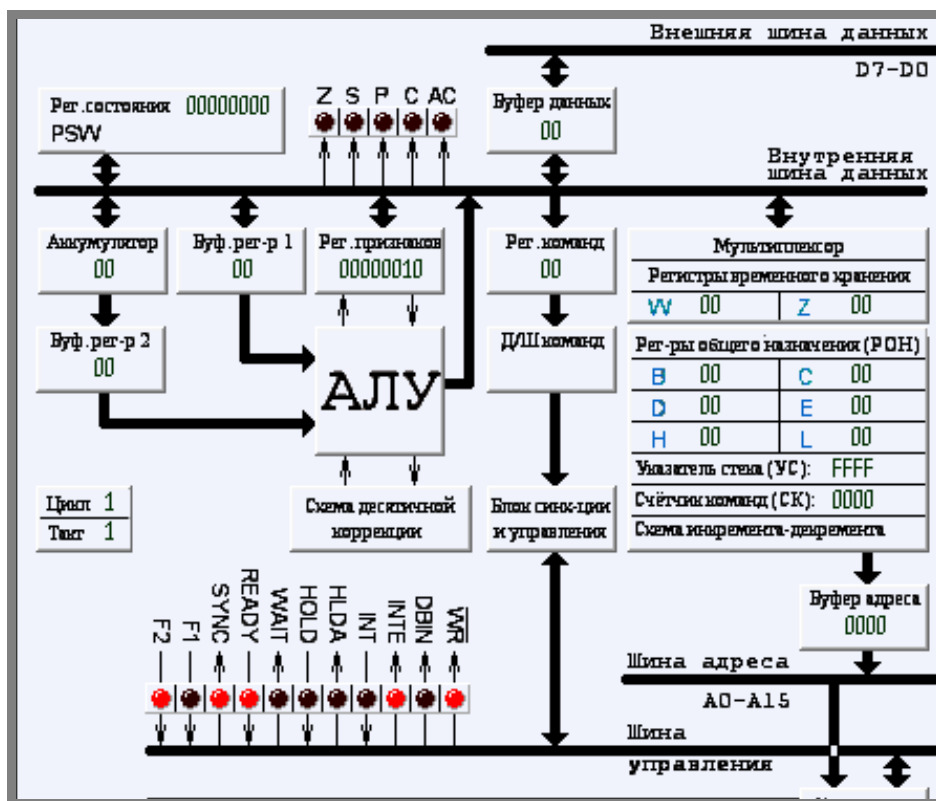 Внешняя шина данных
D7-D0
Z S P C AC
Рег.состояния 00000000
PSW
Буфер данных
00
Внутренняя
шина данных
Аккумулятор
00
Буф.рег-р 1
00
Рег.признаков
00000010
Рег.команд
00
Мультиплексор
Регистры временного хранения
W 00 Z 00
Буф.рег-р 2
00
АЛУ
Д/Ш команд
Рег-ры общего назначения (РОН)
B 00 C 00
D 00 E 00
H 00 L 00
Указатель стека (УС): FFFF
Счётчик команд (СК): 0000
Схема инкремента-декремента
Цикл 1
Такт 1
Схема десятичной
коррекции
Блок синх-ции
и управления
F2 F1 SYNC READY WAIT HOLD HLDA INT INTE DBIN WR
Буфер адреса
0000
Шина адреса
A0-A15
Шина
управления